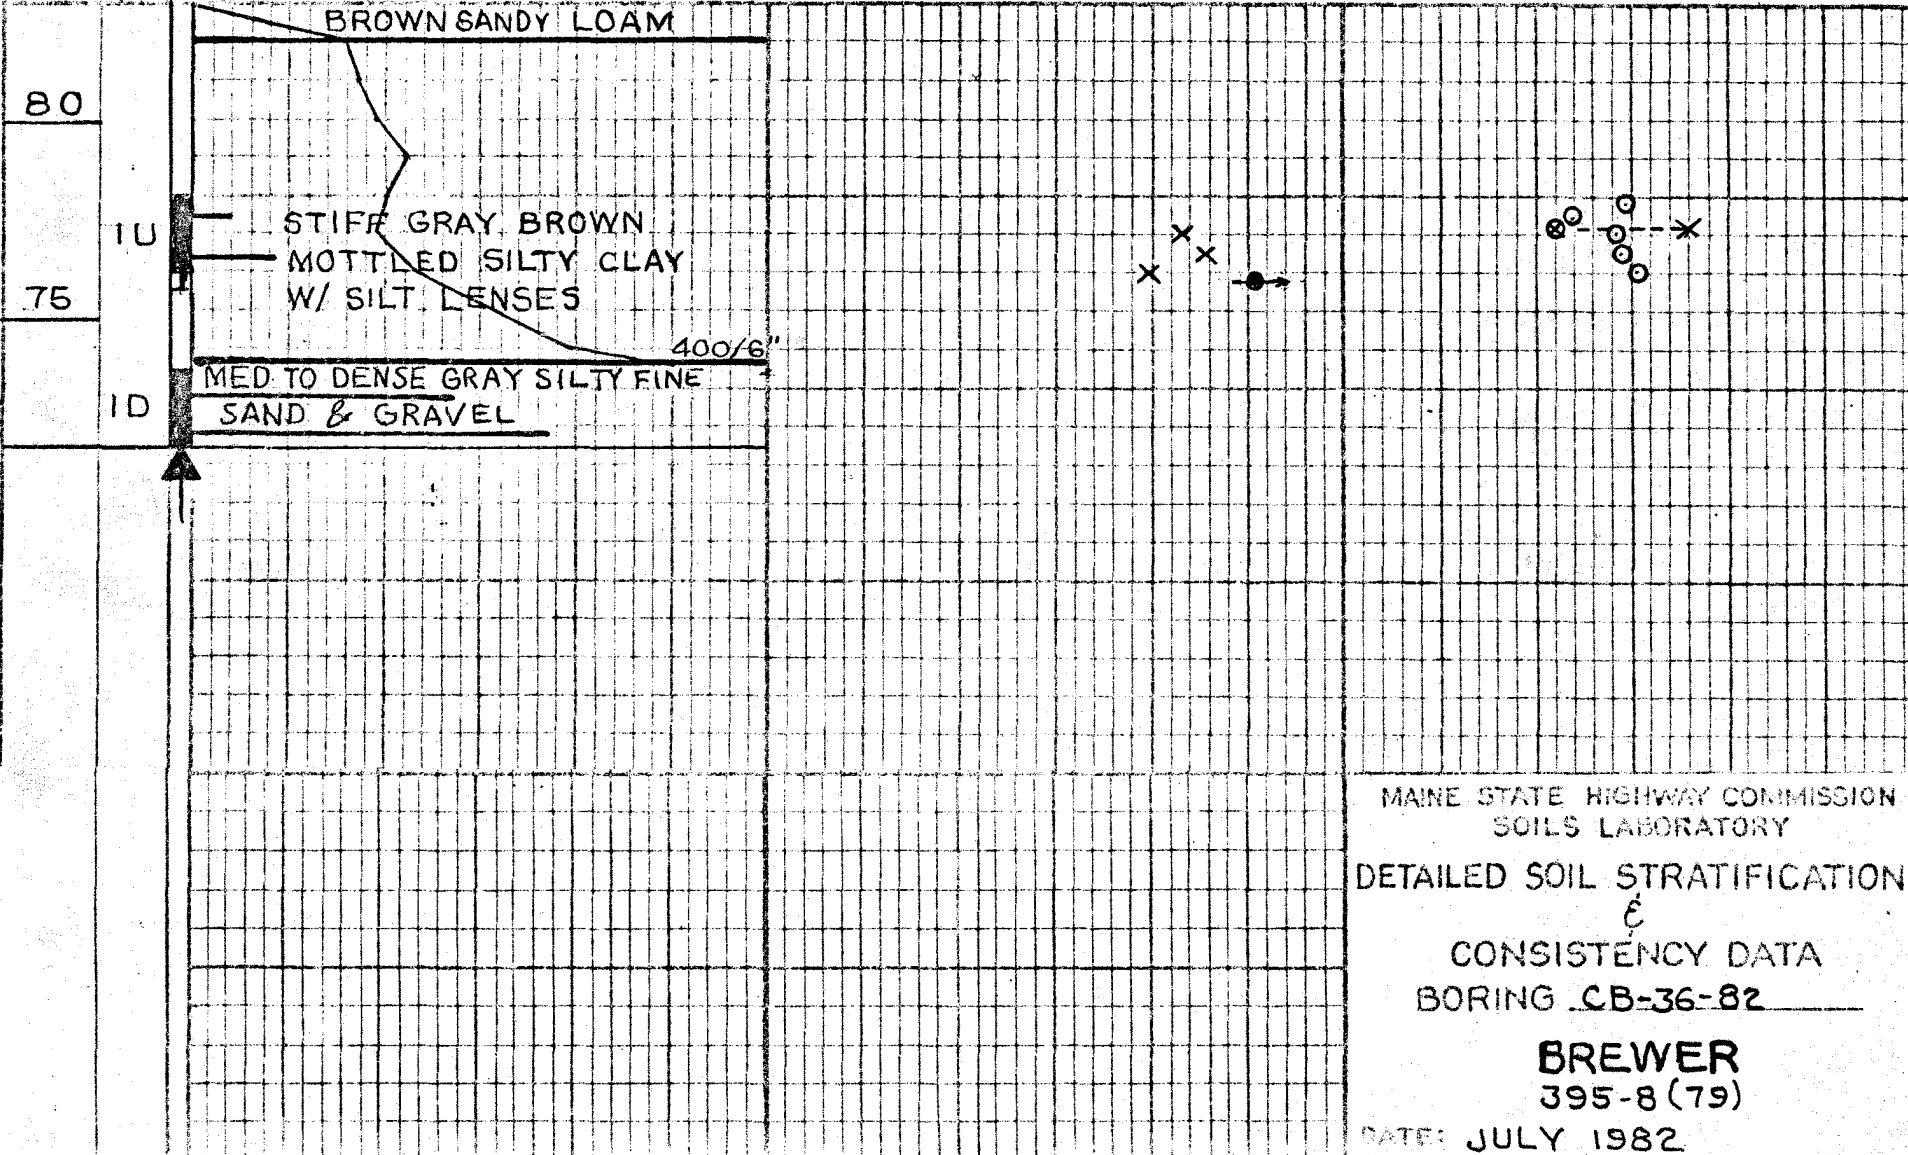 BROWN SANDY LOAM
80
1U
STIFF GRAY BROWN
MOTTLED SILTY CLAY
W/ SILT LENSES
75
400/6"
MED TO DENSE GRAY SILTY FINE
1D
SAND & GRAVEL
MAINE STATE HIGHWAY COMMISSION
SOILS LABORATORY
DETAILED SOIL STRATIFICATION
&
CONSISTENCY DATA
BORING CB-36-82
BREWER
395-8(79)
DATE: JULY 1982